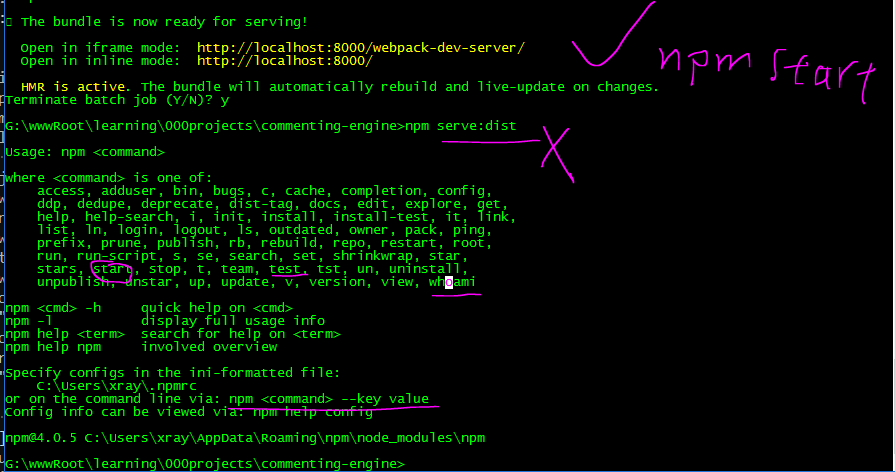 The bundle is now ready for serving!
Open in iframe mode: http://localhost:8000/webpack-dev-server/
Open in inline mode: http://localhost:8000/
npm start
HMR is active. The bundle will automatically rebuild and live-update on changes.
Terminate batch job (Y/N)? y
G:\wwwRoot\learning\000projects\commenting-engine>npm serve:dist
Usage: npm <command>
where <command> is one of:
access, adduser, bin, bugs, c, cache, completion, config,
ddp, dedupe, deprecate, dist-tag, docs, edit, explore, get,
help, help-search, i, init, install, install-test, it, link,
list, ln, login, logout, ls, outdated, owner, pack, ping,
prefix, prune, publish, rb, rebuild, repo, restart, root,
run, run-script, s, se, search, set, shrinkwrap, star,
stars, start, stop, t, team, test, tst, un, uninstall,
unpublish, unstar, up, update, v, version, view, whoami
npm <cmd> -h quick help on <cmd>
npm -l display full usage info
npm help <term> search for help on <term>
npm help npm involved overview
Specify configs in the ini-formatted file:
C:\Users\xray\.npmrc
or on the command line via: npm <command> --key value
Config info can be viewed via: npm help config
npm@4.0.5 C:\Users\xray\AppData\Roaming\npm\node_modules\npm
G:\wwwRoot\learning\000projects\commenting-engine>